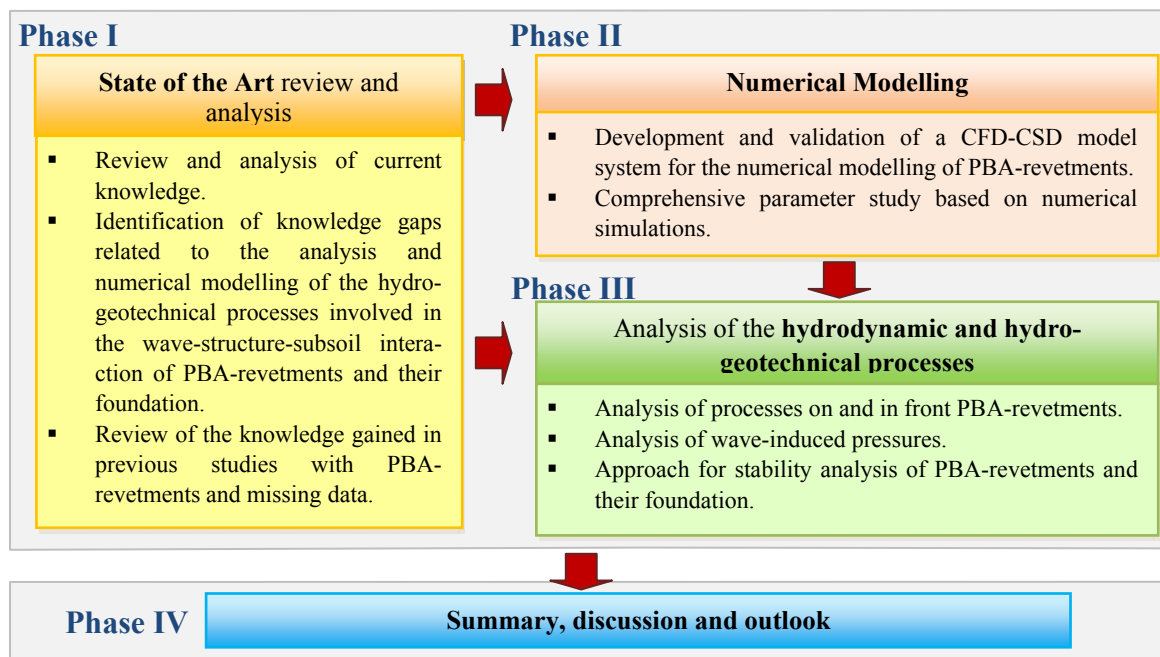 Phase I
State of the Art review and
analysis
▪ Review and analysis of current
knowledge.
▪ Identification of knowledge gaps
related to the analysis and
numerical modelling of the hydro-
geotechnical processes involved in
the wave-structure-subsoil interac-
tion of PBA-revetments and their
foundation.
▪ Review of the knowledge gained in
previous studies with PBA-
revetments and missing data.
Phase II
Numerical Modelling
▪ Development and validation of a CFD-CSD model
system for the numerical modelling of PBA-revetments.
▪ Comprehensive parameter study based on numerical
simulations.
Phase III
Analysis of the hydrodynamic and hydro-
geotechnical processes
▪ Analysis of processes on and in front PBA-revetments.
▪ Analysis of wave-induced pressures.
▪ Approach for stability analysis of PBA-revetments and
their foundation.
Phase IV
Summary, discussion and outlook